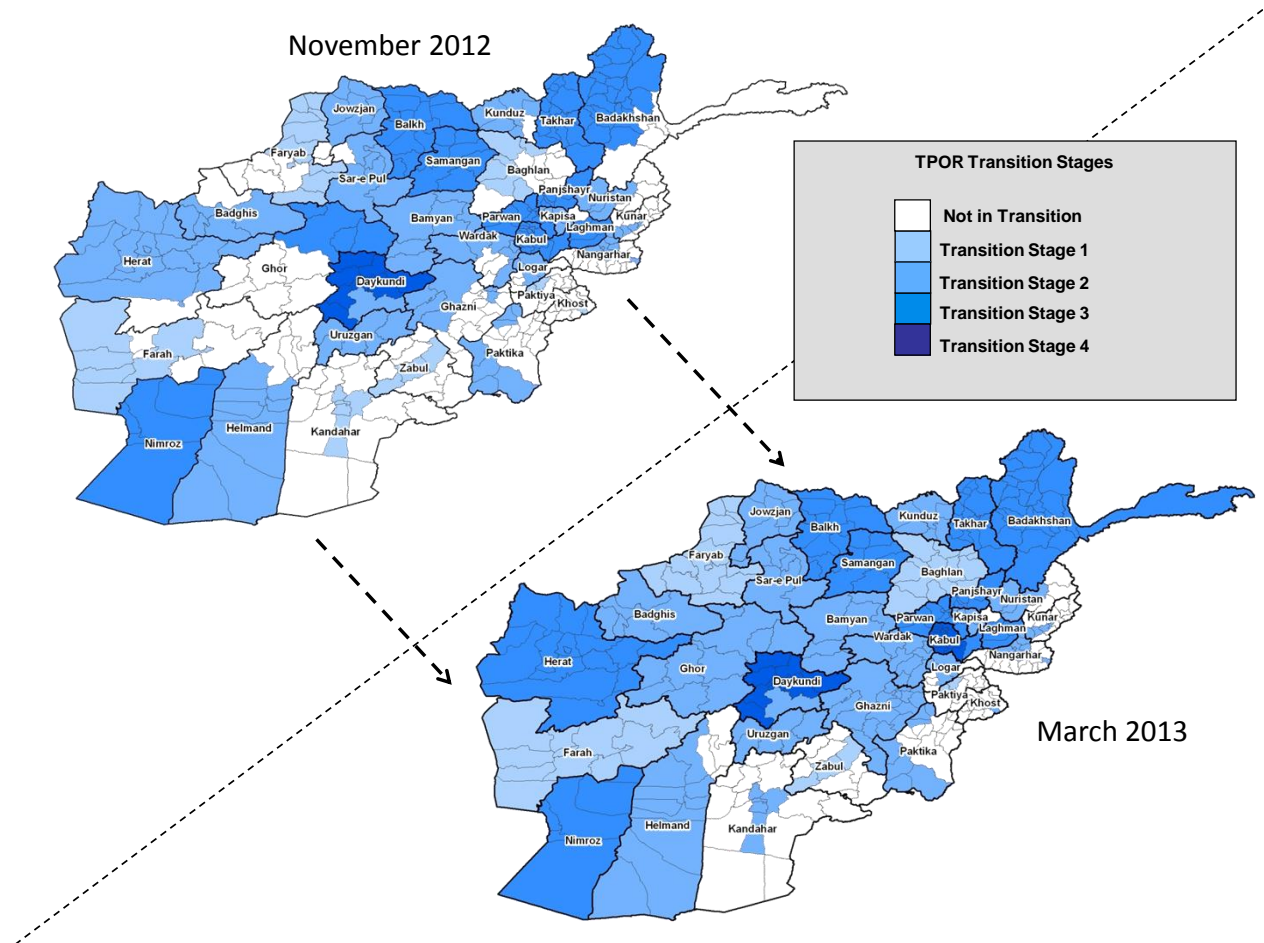 November 2012
Jowzjan
Balkh
Kunduz
Takhar
Badakhshan
Faryab
Samangan
Baghlan
Sar-e Pul
Panjshayr
Nuristan
Badghis
Bamyan
Parwan
Kapisa
Kunar
Laghman
Wardak
Kabul
Nangarhar
Herat
Ghor
Logar
Daykundi
Paktiya
Khost
Ghazni
Uruzgan
Farah
Zabul
Paktika
Nimroz
Helmand
Kandahar
TPOR Transition Stages
Not in Transition
Transition Stage 1
Transition Stage 2
Transition Stage 3
Transition Stage 4
Jowzjan
Balkh
Kunduz
Takhar
Badakhshan
Faryab
Samangan
Baghlan
Sar-e Pul
Panjshayr
Nuristan
Badghis
Bamyan
Parwan
Kapisa
Kunar
Laghman
Wardak
Kabul
Nangarhar
Herat
Ghor
Logar
Daykundi
Paktiya
Khost
Ghazni
Uruzgan
Farah
Zabul
Paktika
Nimroz
Helmand
Kandahar
March 2013